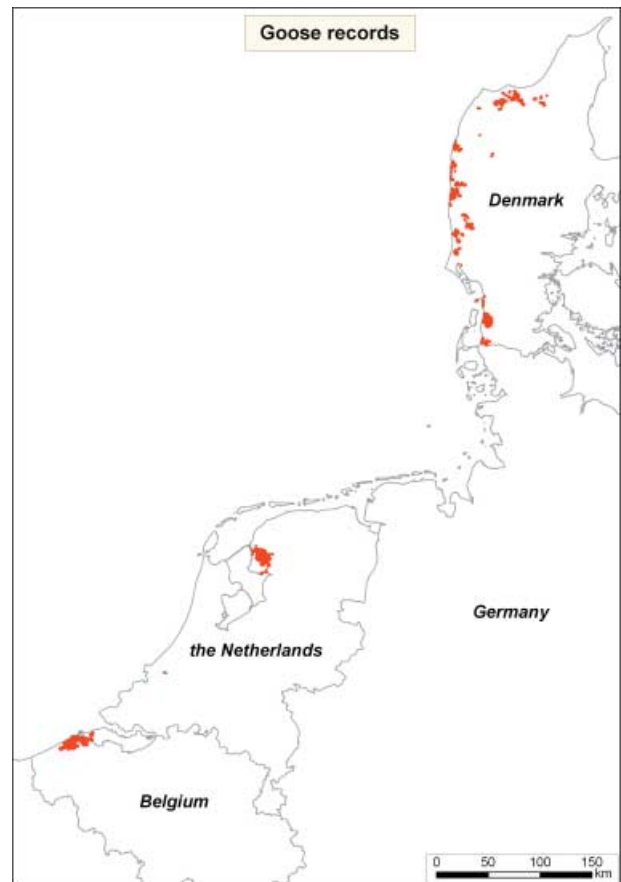 Goose records
Denmark
Germany
the Netherlands
Belgium
0 50 100 150
km